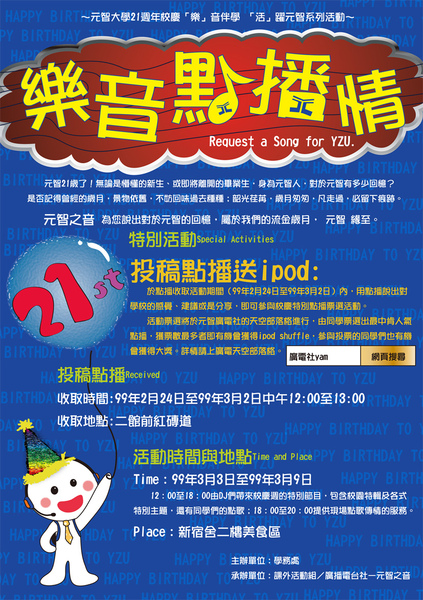 ～元智大學21週年校慶「樂」音伴學 「活」躍元智系列活動～
樂音點播情
Request a Song for YZU.
元智21歲了！無論是懵懂的新生，或即將離開的畢業生，身為元智人，對於元智有多少回憶？
是否記得曾經的歲月，景物依舊，不妨回味過去種種；韶光荏苒，歲月匆匆，凡走過，必留下痕跡。
元智之音 為您說出對於元智的回憶，屬於我們的流金歲月， 元智 繼至。
特別活動Special Activities
21st
投稿點播送ipod:
於點播收取活動期間（99年2月24日至99年3月2日）內，用點播說出對
學校的感覺、建議或是分享，即可參與校慶特別點播票選活動。
活動票選將於元智廣電社的天空部落格進行，由同學票選出最中肯人氣
點播，獲票數最多者即有機會獲得ipod shuffle，參與投票的同學們也有機
會獲得大獎。詳情請上廣電天空部落格。
廣電社yam 網頁搜尋
投稿點播Received
收取時間:99年2月24日至99年3月2日中午12:00至13:00
收取地點:二館前紅磚道
活動時間與地點Time and Place
Time：99年3月3日至99年3月9日
12：00至18：00由DJ們帶來校慶週的特別節目，包含校園特輯及各式
特別主題，還有同學們的點歌；18：00至20：00提供現場點歌傳情的服務。
Place：新宿舍二樓美食區
主辦單位：學務處
承辦單位：課外活動組／廣播電台社—元智之音